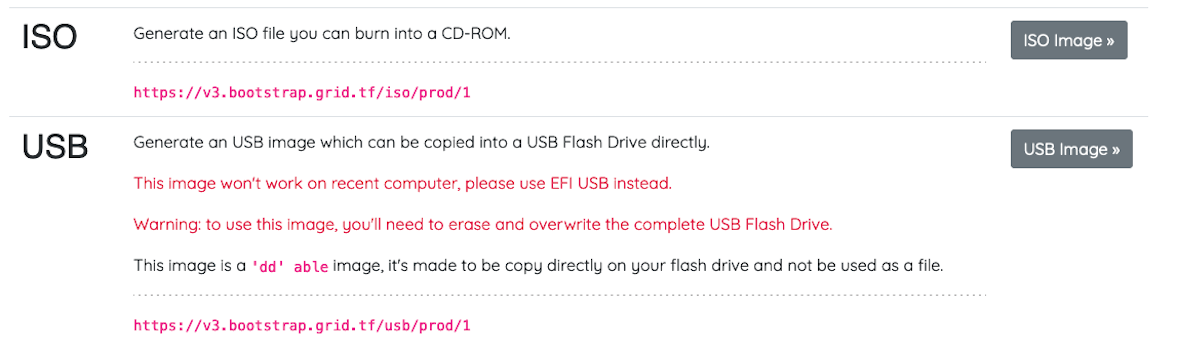 ISO
Generate an ISO file you can burn into a CD-ROM.
ISO Image »
https://v3.bootstrap.grid.tf/iso/prod/1
USB
Generate an USB image which can be copied into a USB Flash Drive directly.
USB Image »
This image won't work on recent computer, please use EFI USB instead.
Warning: to use this image, you'll need to erase and overwrite the complete USB Flash Drive.
This image is a 'dd' able image, it's made to be copy directly on your flash drive and not be used as a file.
https://v3.bootstrap.grid.tf/usb/prod/1